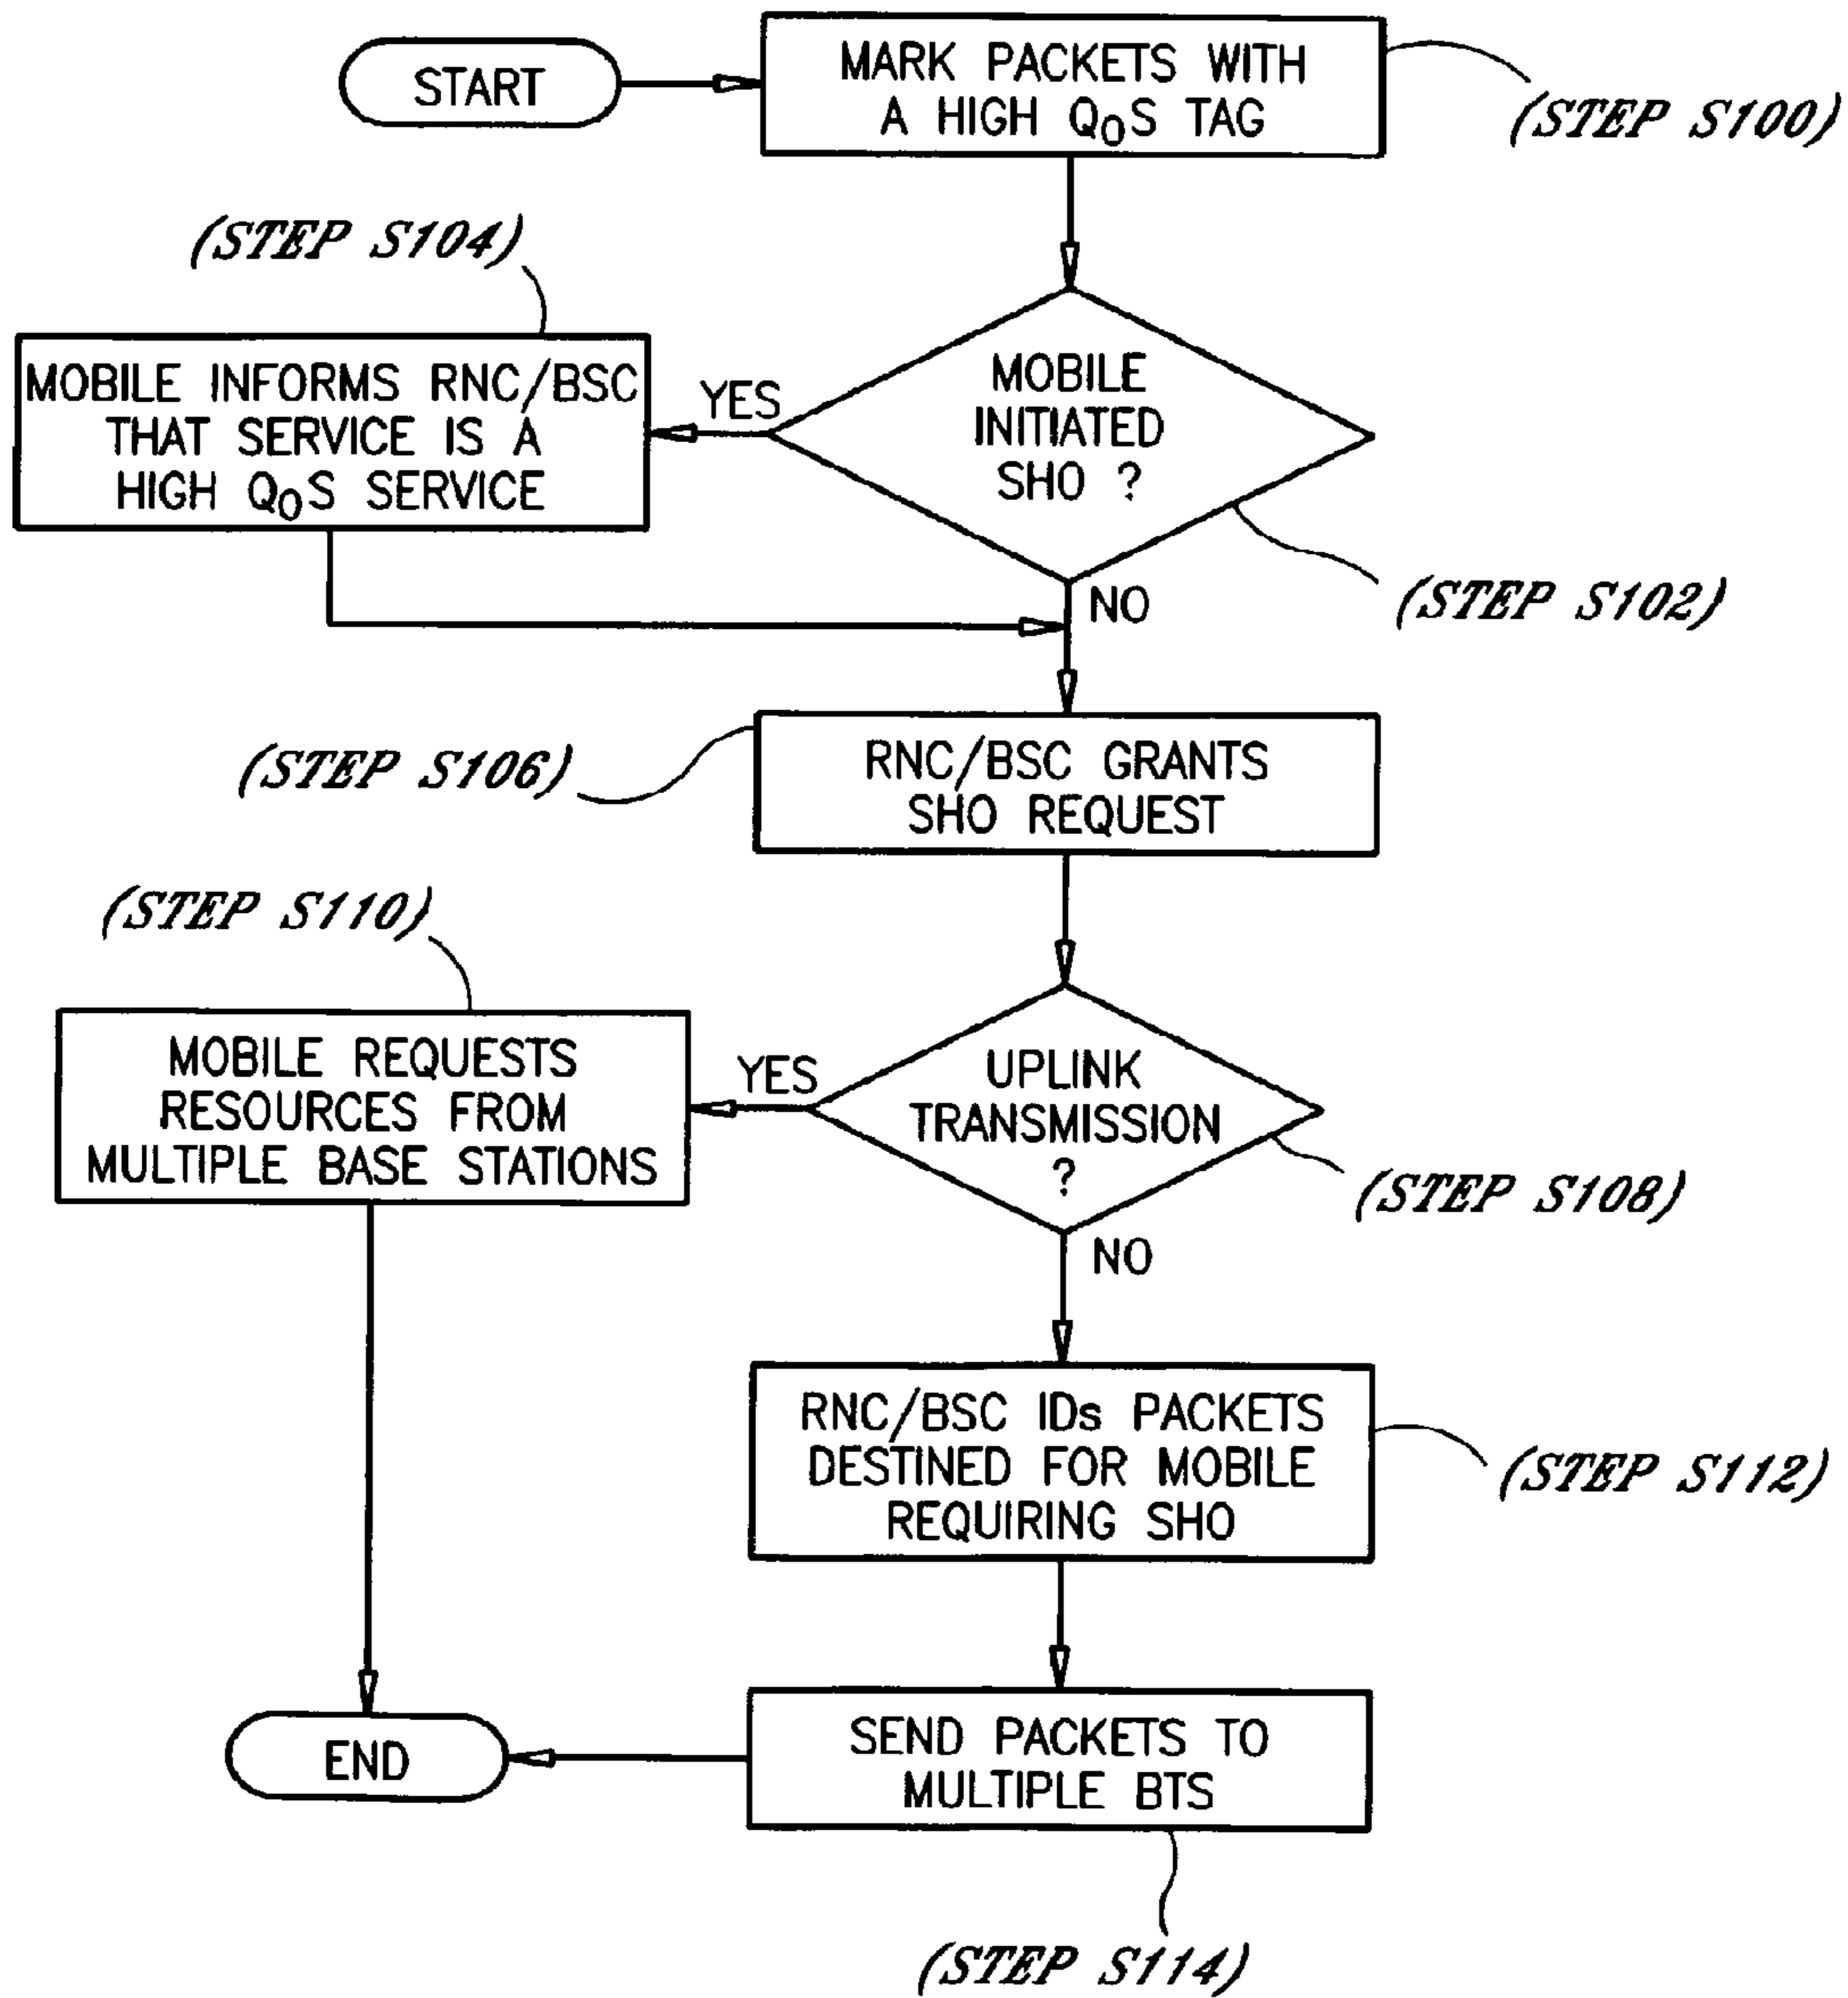 START
MARK PACKETS WITH
A HIGH QoS TAG
(STEP S100)
(STEP S104)
MOBILE INFORMS RNC/BSC
THAT SERVICE IS A
HIGH QoS SERVICE
YES
MOBILE
INITIATED
SHO ?
(STEP S102)
NO
(STEP S106)
RNC/BSC GRANTS
SHO REQUEST
(STEP S110)
MOBILE REQUESTS
RESOURCES FROM
MULTIPLE BASE STATIONS
YES
UPLINK
TRANSMISSION
?
(STEP S108)
NO
RNC/BSC IDs PACKETS
DESTINED FOR MOBILE
REQUIRING SHO
(STEP S112)
END
SEND PACKETS TO
MULTIPLE BTS
(STEP S114)